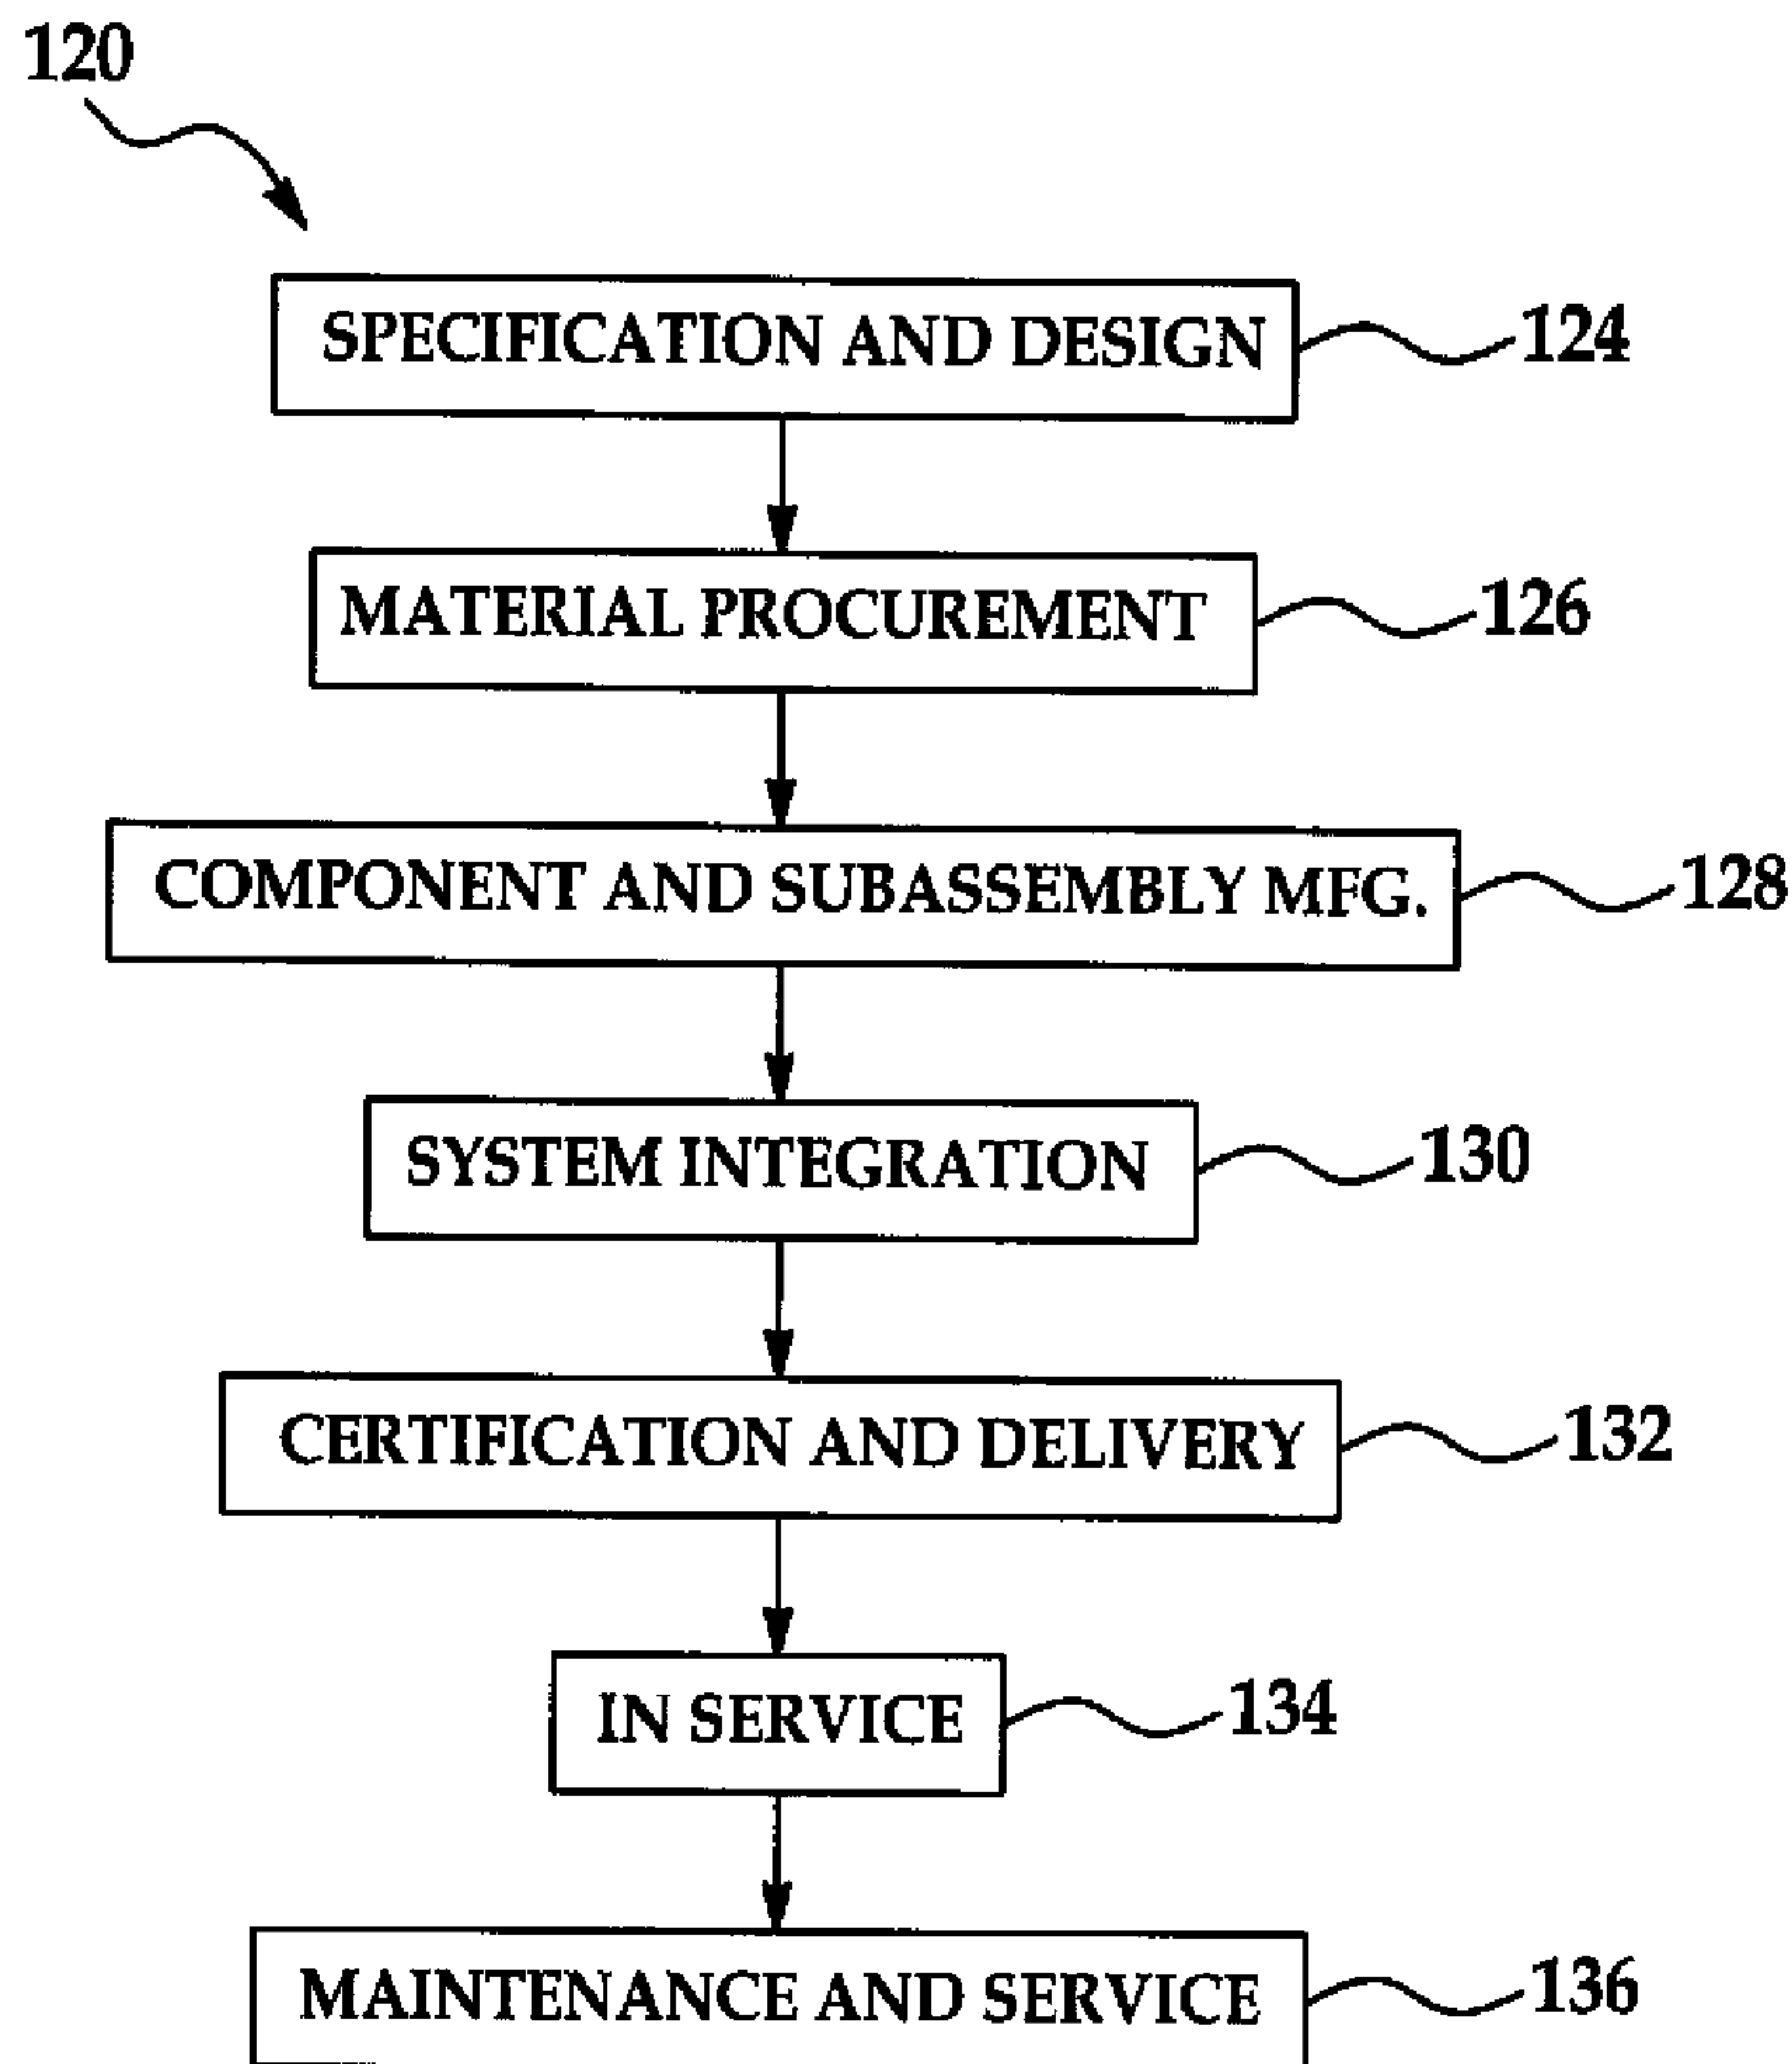 120
SPECIFICATION AND DESIGN 124
MATERIAL PROCUREMENT 126
COMPONENT AND SUBASSEMBLY MFG. 128
SYSTEM INTEGRATION 130
CERTIFICATION AND DELIVERY 132
IN SERVICE 134
MAINTENANCE AND SERVICE 136